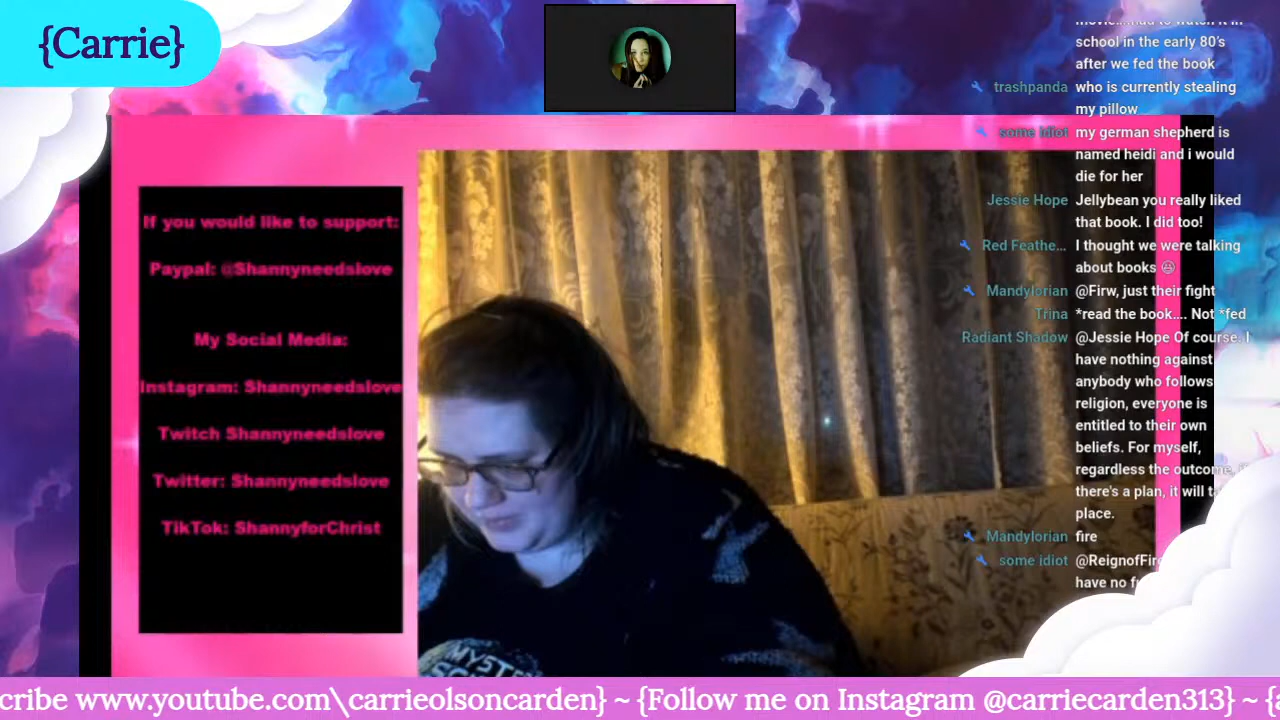 {Carrie}
If you would like to support:
Paypal: @Shannyneedslove
My Social Media:
Instagram: Shannyneedslove
Twitch Shannyneedslove
Twitter: Shannyneedslove
TikTok: ShannyforChrist
school in the early 80's
after we fed the book
trashpanda who is currently stealing
my pillow
some idiot my german shepherd is
named heidi and i would
die for her
Jessie Hope Jellybean you really liked
that book. I did too!
Red Feathe... I thought we were talking
about books 😆
Mandylorian @Firw, just their fight
Trina *read the book.... Not *fed
Radiant Shadow @Jessie Hope Of course. I
have nothing against
anybody who follows
religion, everyone is
entitled to their own
beliefs. For myself,
regardless the outcome,
there's a plan, it will
place.
Mandylorian fire
some idiot
have no
MYST
cribe www.youtube.com\carrieolsoncarden} ~ {Follow me on Instagram @carriecarden313} ~ {